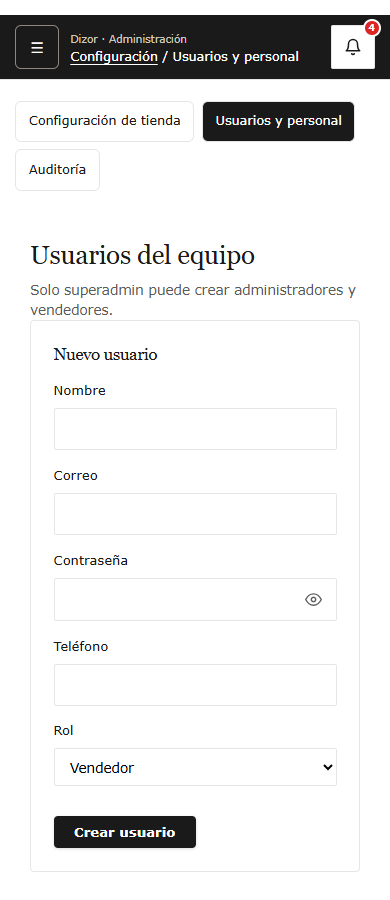 ☰
Dizor · Administración
Configuración / Usuarios y personal
4
Configuración de tienda
Usuarios y personal
Auditoría
Usuarios del equipo
Solo superadmin puede crear administradores y
vendedores.
Nuevo usuario
Nombre
Correo
Contraseña
Teléfono
Rol
Vendedor
Crear usuario